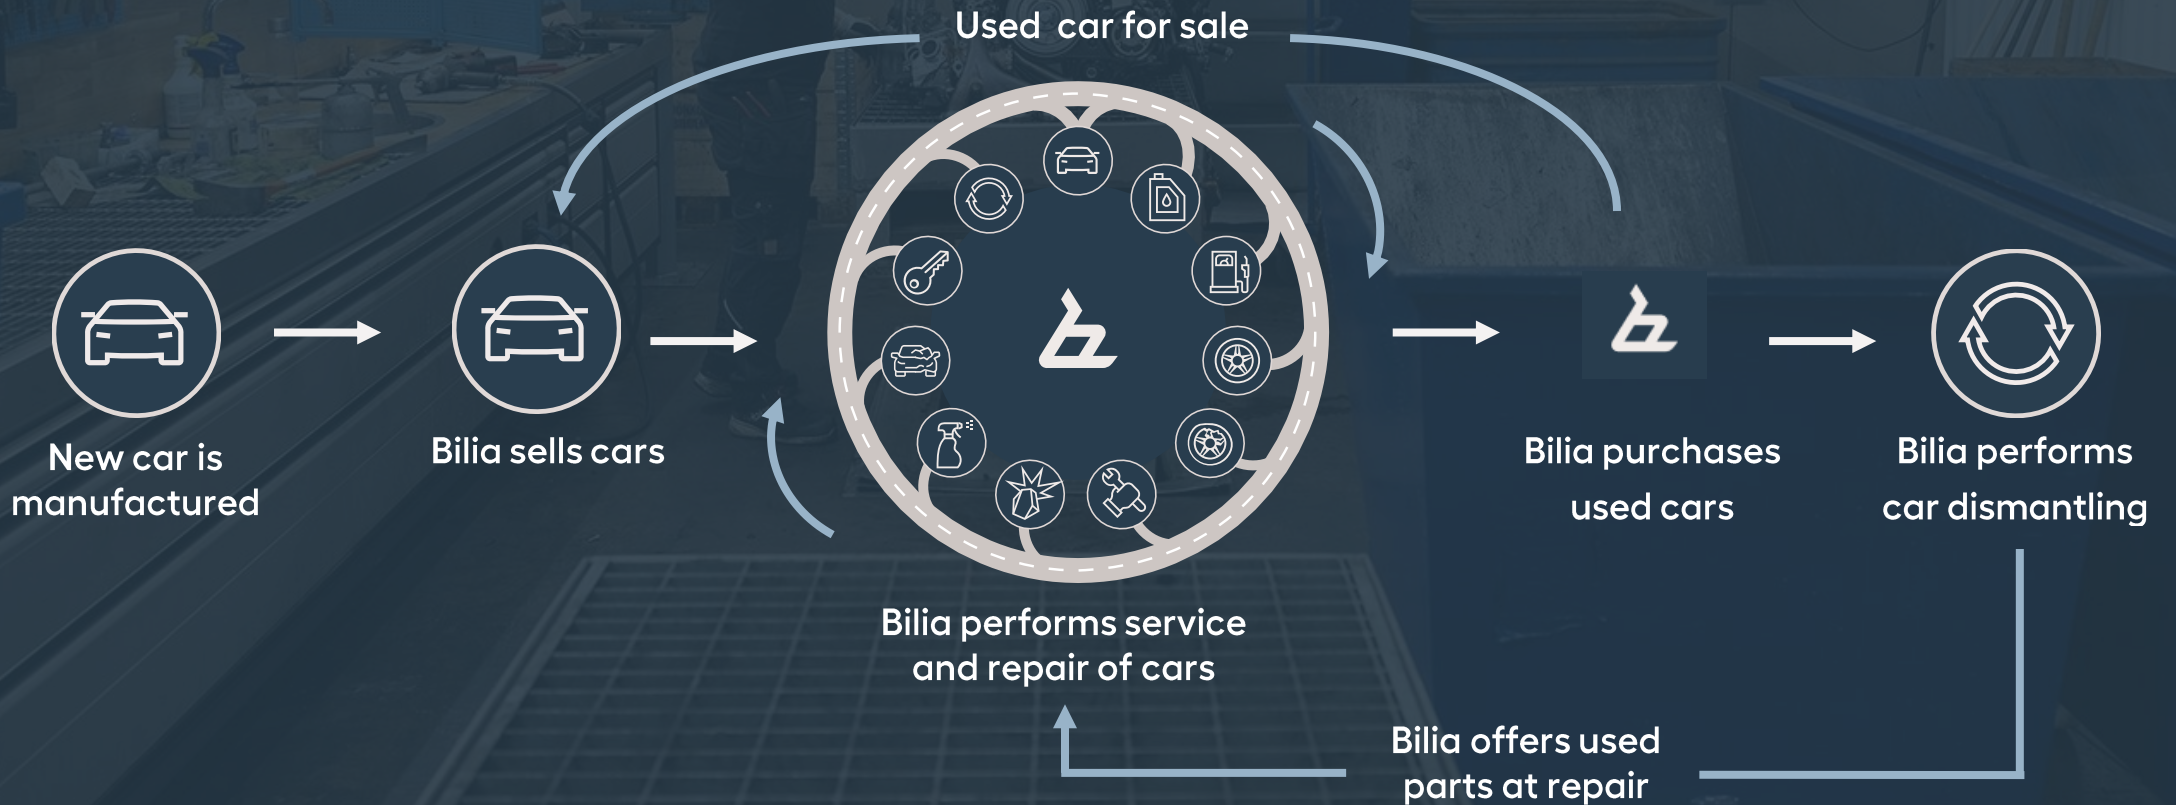 Used car for sale
New car is
manufactured
Bilia sells cars
Bilia performs service
and repair of cars
Bilia purchases
used cars
Bilia performs
car dismantling
Bilia offers used
parts at repair